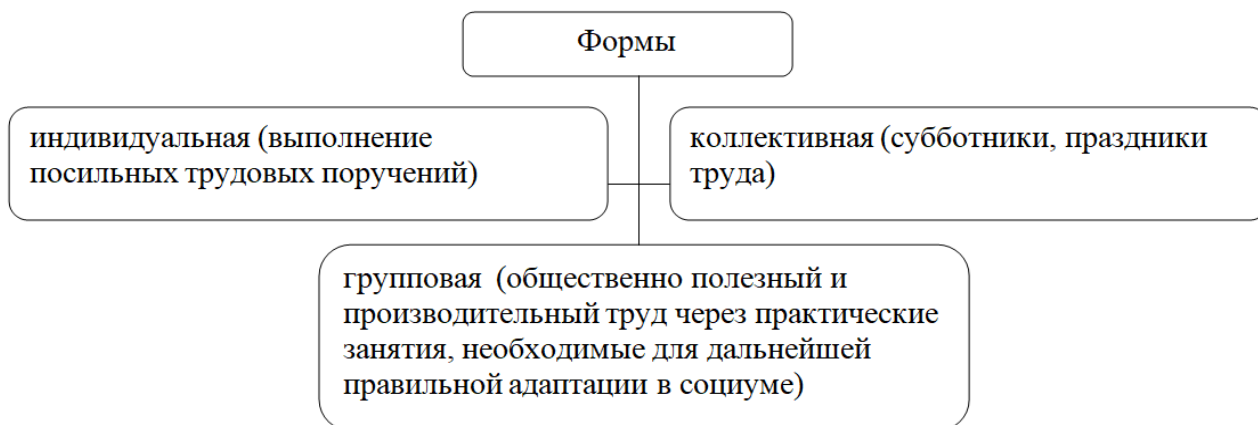 Формы
индивидуальная (выполнение
посильных трудовых поручений)
коллективная (субботники, праздники
труда)
групповая  (общественно полезный и
производительный труд через практические
занятия, необходимые для дальнейшей
правильной адаптации в социуме)